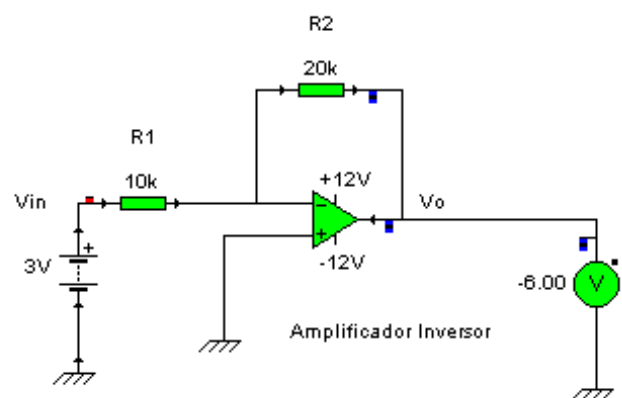 R2
20k
R1
10k
+12V
Vin
Vo
-
+
+
3V
-12V
-6.00
V
Amplificador Inversor